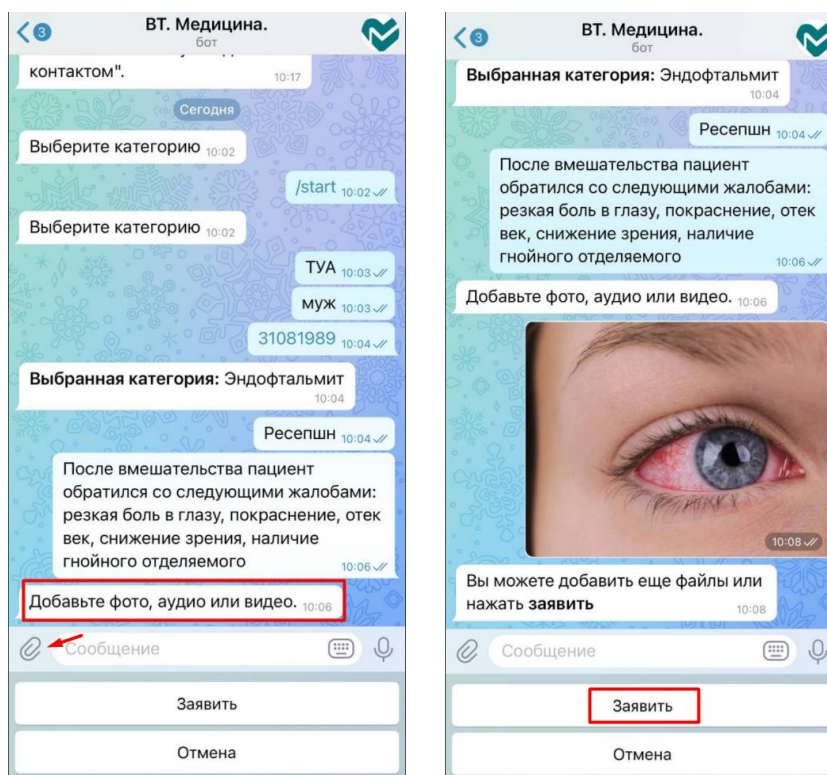 3
ВТ. Медицина.
бот
контактом".
10:17
Сегодня
Выберите категорию 10:02
/start 10:02
Выберите категорию 10:02
ТУА 10:03
муж 10:03
31081989 10:04
Выбранная категория: Эндофтальмит
10:04
Ресепшн 10:04
После вмешательства пациент
обратился со следующими жалобами:
резкая боль в глазу, покраснение, отек
век, снижение зрения, наличие
гнойного отделяемого 10:06
Добавьте фото, аудио или видео. 10:06
Сообщение
Заявить
Отмена
3
ВТ. Медицина.
бот
Выбранная категория: Эндофтальмит
10:04
Ресепшн 10:04
После вмешательства пациент
обратился со следующими жалобами:
резкая боль в глазу, покраснение, отек
век, снижение зрения, наличие
гнойного отделяемого 10:06
Добавьте фото, аудио или видео. 10:06
10:08
Вы можете добавить еще файлы или
нажать заявить 10:08
Сообщение
Заявить
Отмена